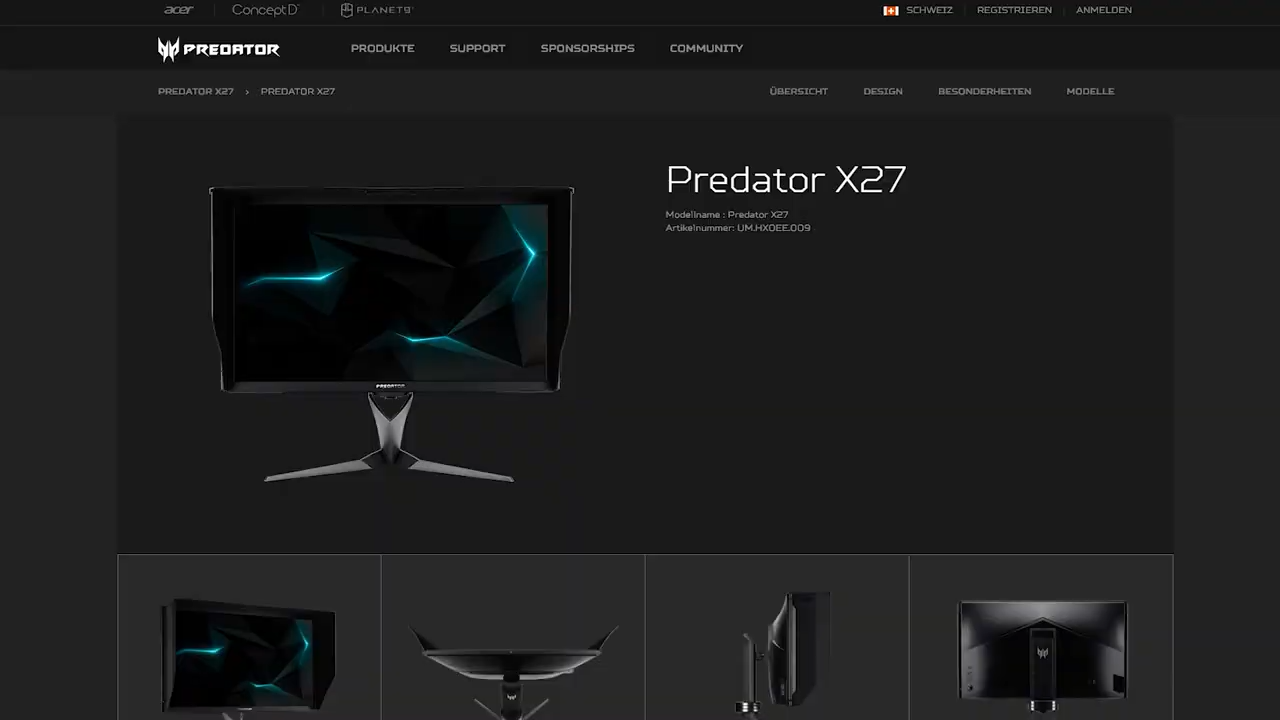 acer
ConceptD
PLANET9
SCHWEIZ
REGISTRIEREN
ANMELDEN
PREDATOR
PRODUKTE
SUPPORT
SPONSORSHIPS
COMMUNITY
PREDATOR X27 › PREDATOR X27
ÜBERSICHT
DESIGN
BESONDERHEITEN
MODELLE
Predator X27
Modellname : Predator X27
Artikelnummer: UM.HX0EE.009
PREDATOR